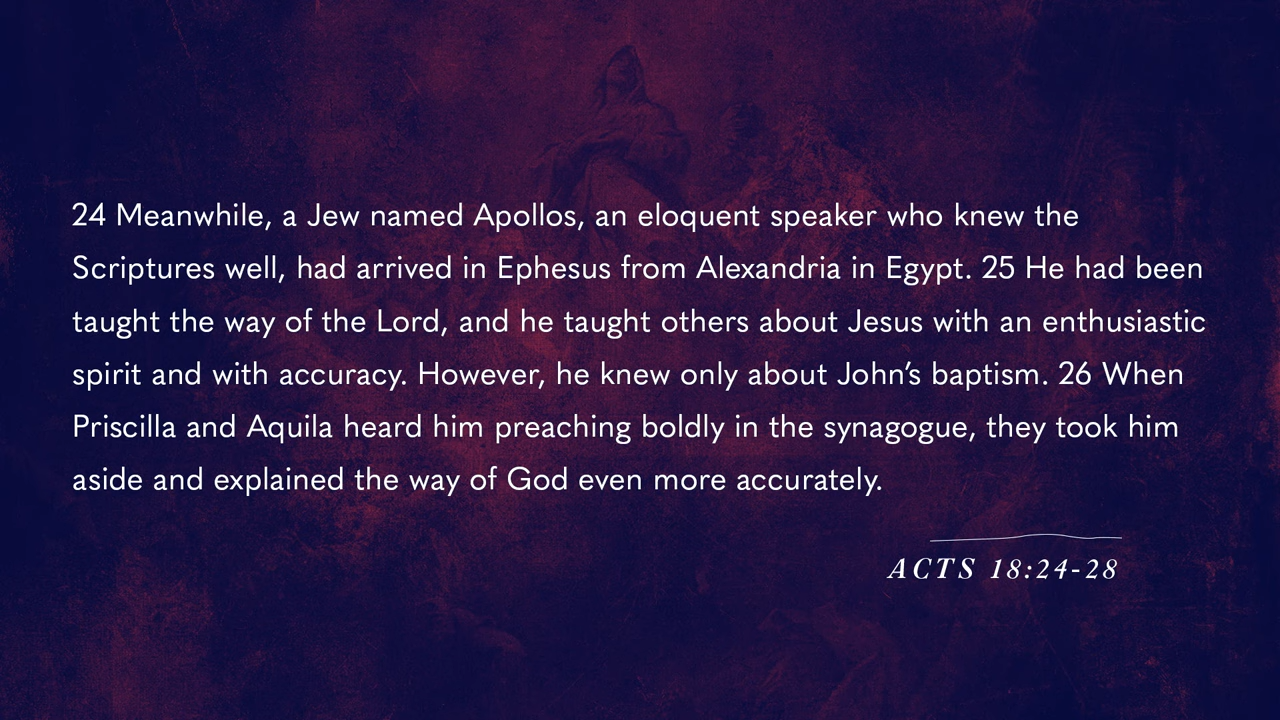 24 Meanwhile, a Jew named Apollos, an eloquent speaker who knew the
Scriptures well, had arrived in Ephesus from Alexandria in Egypt. 25 He had been
taught the way of the Lord, and he taught others about Jesus with an enthusiastic
spirit and with accuracy. However, he knew only about John’s baptism. 26 When
Priscilla and Aquila heard him preaching boldly in the synagogue, they took him
aside and explained the way of God even more accurately.
ACTS 18:24-28